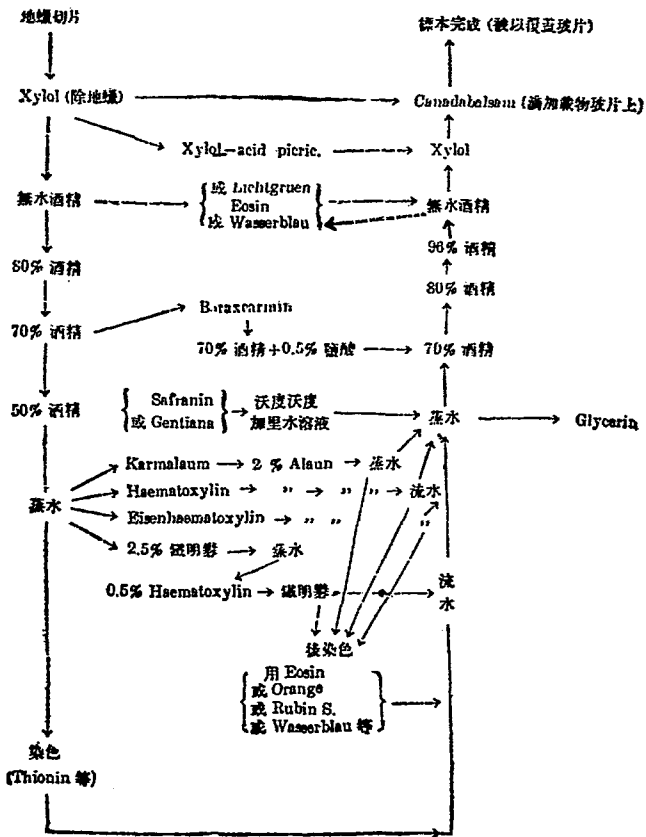 地蠟切片
標本完成 (被以覆盖玻片)
Xylol (除地蠟)
Canadabalsam (滴加載物玻片上)
Xylol—acid picric.
Xylol
無水酒精
或 Lichtgruen
Eosin
或 Wasserblau
無水酒精
96% 酒精
80% 酒精
80% 酒精
Boraxcarmin
70% 酒精
70% 酒精+0.5% 鹽酸
70% 酒精
50% 酒精
Safranin
或 Gentiana
沃度沃度
加里水溶液
蒸水
Glycerin
Karmalaum
2 % Alaun
蒸水
Haematoxylin
〃
〃 〃
流水
蒸水
Eisenhaematoxylin
〃 〃
〃
2.5% 鐵明礬
蒸水
0.5% Haematoxylin
鐵明礬
流
水
後染色
用 Eosin
或 Orange
或 Rubin S.
或 Wasserblau 等
染色
(Thionin 等)